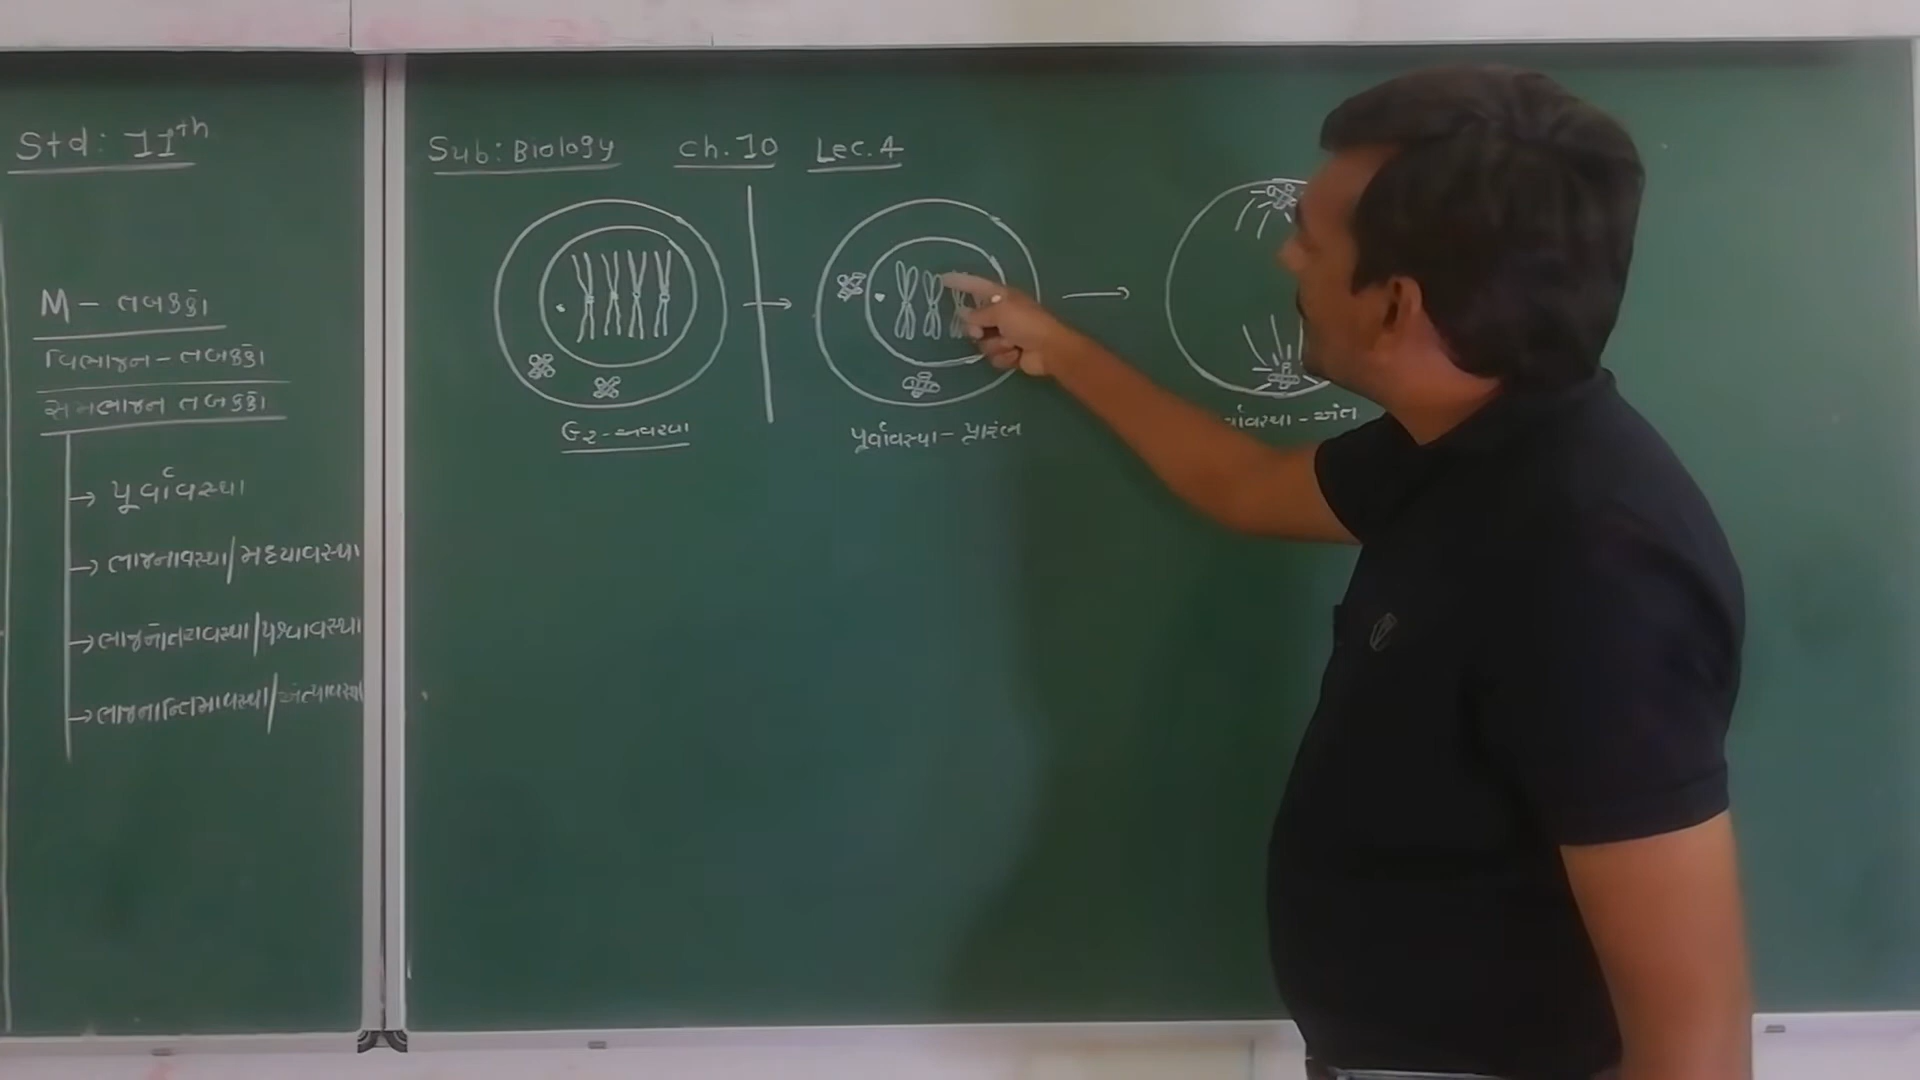 Std: 11th
M - તબક્કો
વિભાજન - તબક્કો
સમભાજન તબક્કો
→ પૂર્વાવસ્થા
→ ભાજનાવસ્થા/મધ્યાવસ્થા
→ ભાજનોત્તરાવસ્થા/પશ્ચાવસ્થા
→ ભાજનાન્તિમાવસ્થા/અંત્યાવસ્થા
Sub: Biology Ch. 10 Lec. 4
G2 - અવસ્થા
પૂર્વાવસ્થા - પ્રારંભ
ર્વાવસ્થા - અંત